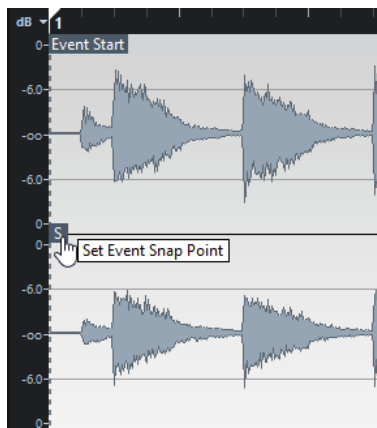 dB 1
0- Event Start
-6.0-
-oo-
-6.0-
0-
S
0-
Set Event Snap Point
-6.0-
-oo-
-6.0-
0-